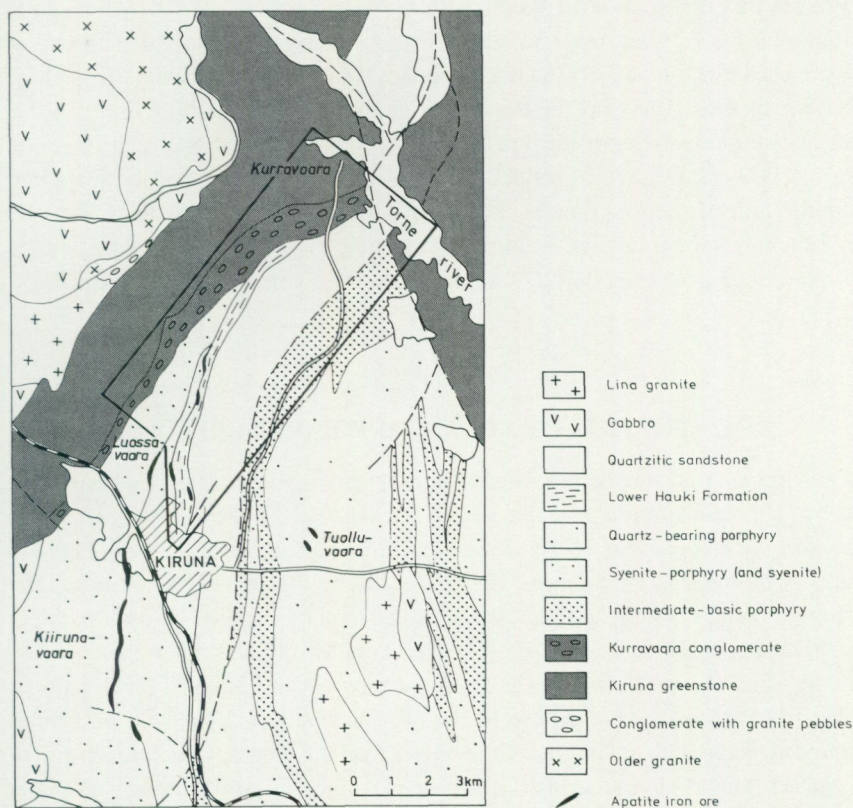 Kurravaara
Torne
river
Luossa-
vaara
Tuollu-
vaara
KIRUNA
Kiiruna-
vaara
0 1 2 3km
Lina granite
Gabbro
Quartzitic sandstone
Lower Hauki Formation
Quartz-bearing porphyry
Syenite-porphyry (and syenite)
Intermediate-basic porphyry
Kurravaara conglomerate
Kiruna greenstone
Conglomerate with granite pebbles
Older granite
Apatite iron ore